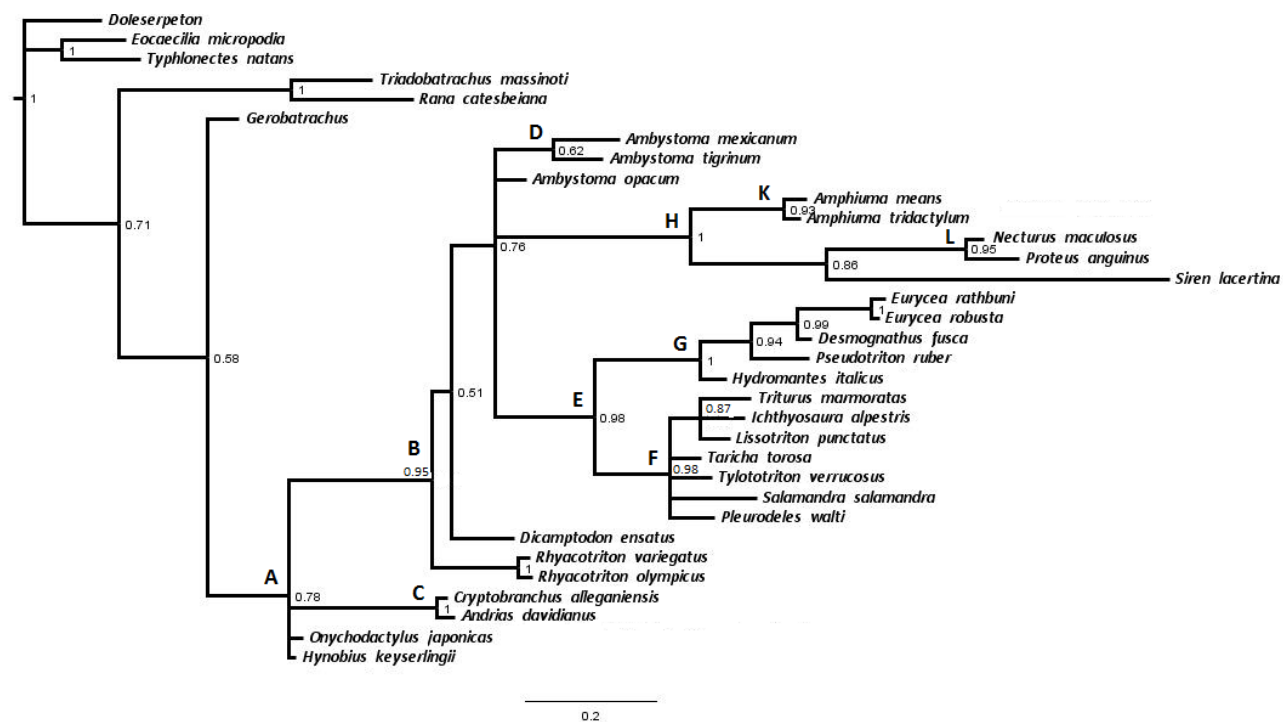 Doleserpeton
Eocaecilia micropodia
1
Typhlonectes natans
Triadobatrachus massinoti
1
1
Rana catesbeiana
Gerobatrachus
D
Ambystoma mexicanum
0.62
Ambystoma tigrinum
Ambystoma opacum
K
Amphiuma means
0.93
Amphiuma tridactylum
H
0.71
1
L
Necturus maculosus
0.76
0.95
Proteus anguinus
0.86
Siren lacertina
Eurycea rathbuni
1
Eurycea robusta
0.99
Desmognathus fusca
0.94
G
Pseudotriton ruber
0.58
1
Hydromantes italicus
0.51
E
Triturus marmoratas
0.87
0.98
Ichthyosaura alpestris
Lissotriton punctatus
B
F
Taricha torosa
0.95
0.98
Tylototriton verrucosus
Salamandra salamandra
Pleurodeles walti
Dicamptodon ensatus
Rhyacotriton variegatus
1
A
Rhyacotriton olympicus
0.78
C
Cryptobranchus alleganiensis
1
Andrias davidianus
Onychodactylus japonicas
Hynobius keyserlingii
0.2